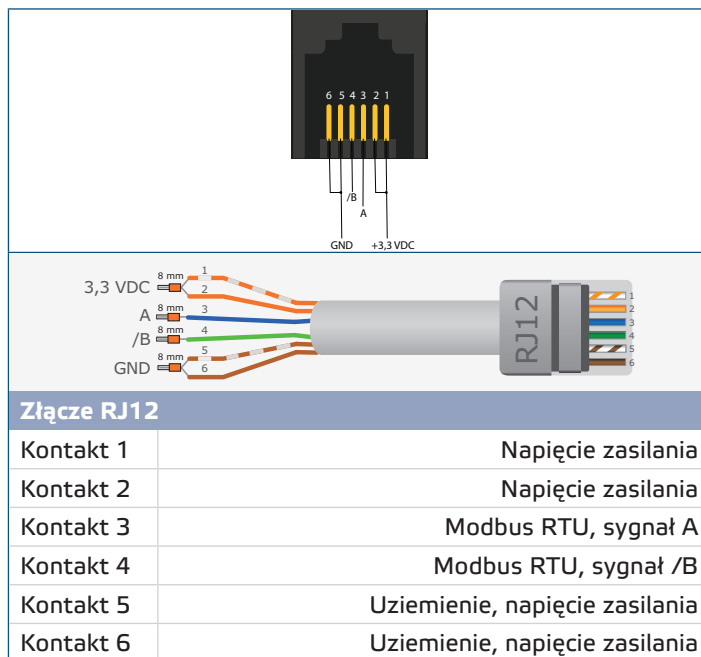 6 5 4 3 2 1
/B
A
GND +3,3 VDC
3,3 VDC 8 mm 1
2
A 8 mm 3
/B 8 mm 4
GND 8 mm 5
6
RJ12
1
2
3
4
5
6
Złącze RJ12
Kontakt 1 Napięcie zasilania
Kontakt 2 Napięcie zasilania
Kontakt 3 Modbus RTU, sygnał A
Kontakt 4 Modbus RTU, sygnał /B
Kontakt 5 Uziemienie, napięcie zasilania
Kontakt 6 Uziemienie, napięcie zasilania